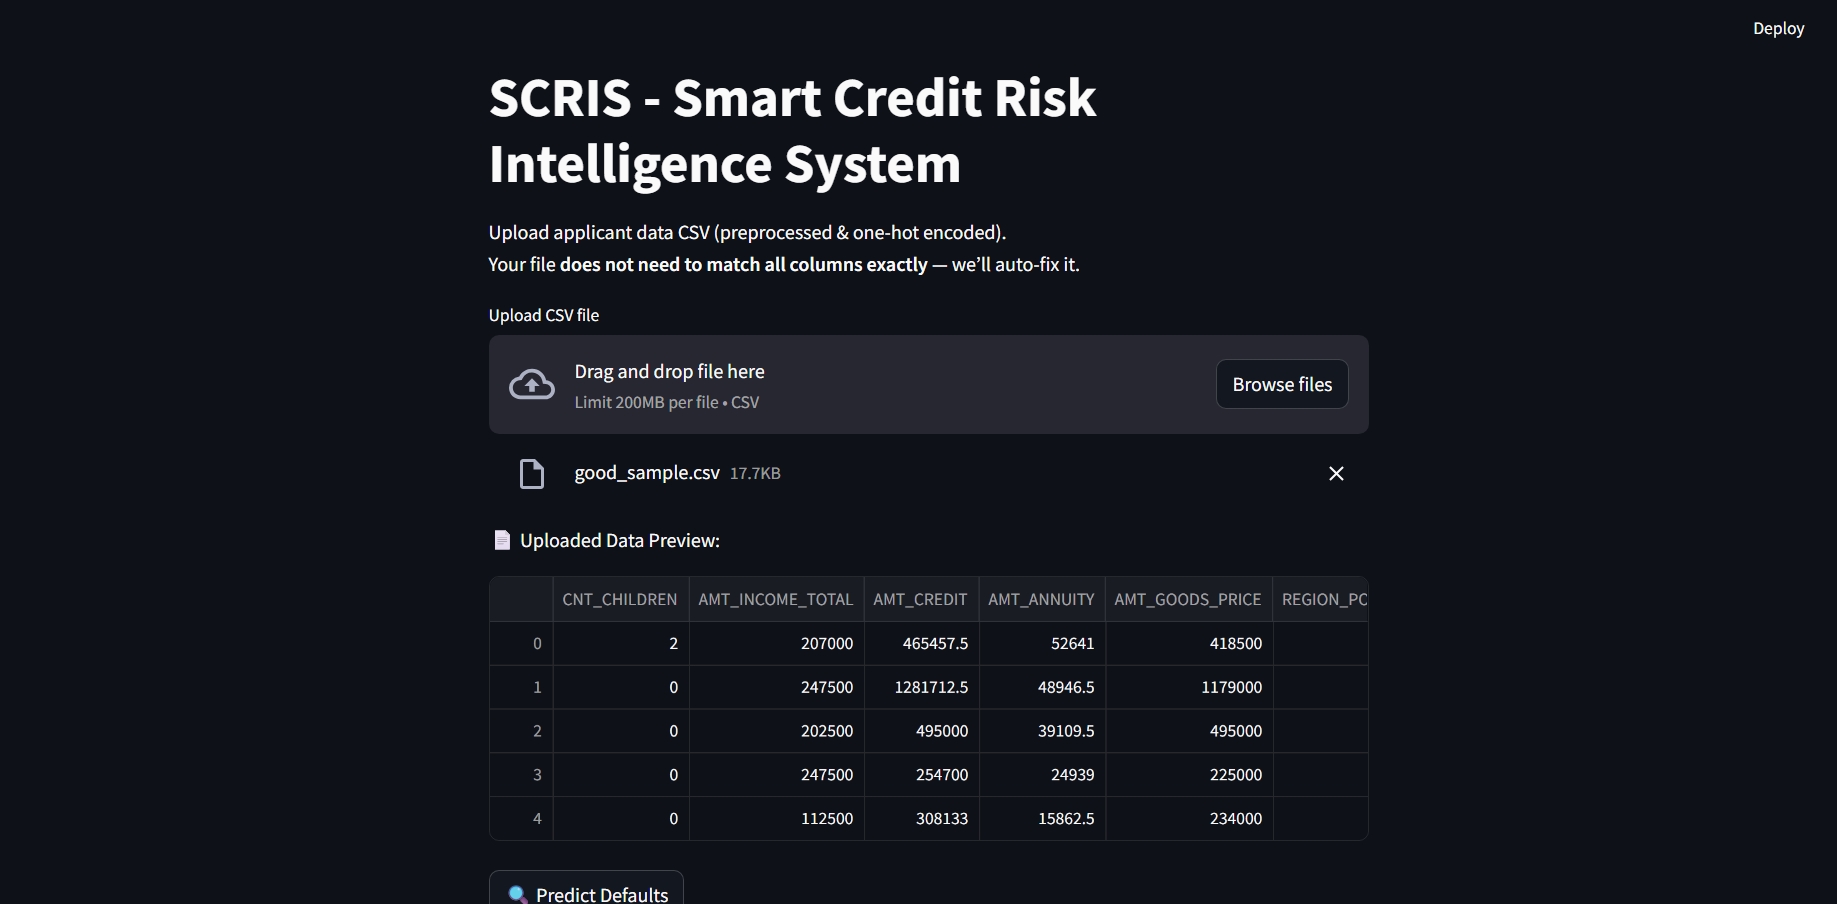 Deploy
SCRIS - Smart Credit Risk
Intelligence System
Upload applicant data CSV (preprocessed & one-hot encoded).
Your file does not need to match all columns exactly — we’ll auto-fix it.
Upload CSV file
Drag and drop file here
Limit 200MB per file • CSV
Browse files
good_sample.csv 17.7KB
Uploaded Data Preview:
CNT_CHILDREN AMT_INCOME_TOTAL AMT_CREDIT AMT_ANNUITY AMT_GOODS_PRICE REGION_PO
0 2 207000 465457.5 52641 418500
1 0 247500 1281712.5 48946.5 1179000
2 0 202500 495000 39109.5 495000
3 0 247500 254700 24939 225000
4 0 112500 308133 15862.5 234000
Predict Defaults